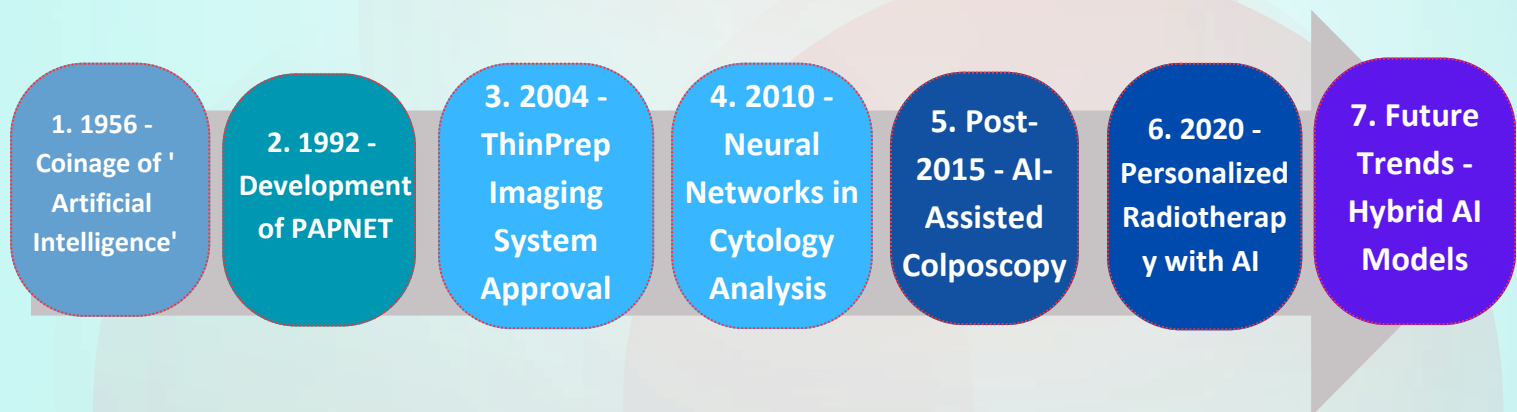 1. 1956 -
Coinage of '
Artificial
Intelligence'
2. 1992 -
Development
of PAPNET
3. 2004 -
ThinPrep
Imaging
System
Approval
4. 2010 -
Neural
Networks in
Cytology
Analysis
5. Post-
2015 - AI-
Assisted
Colposcopy
6. 2020 -
Personalized
Radiotherap
y with AI
7. Future
Trends -
Hybrid AI
Models